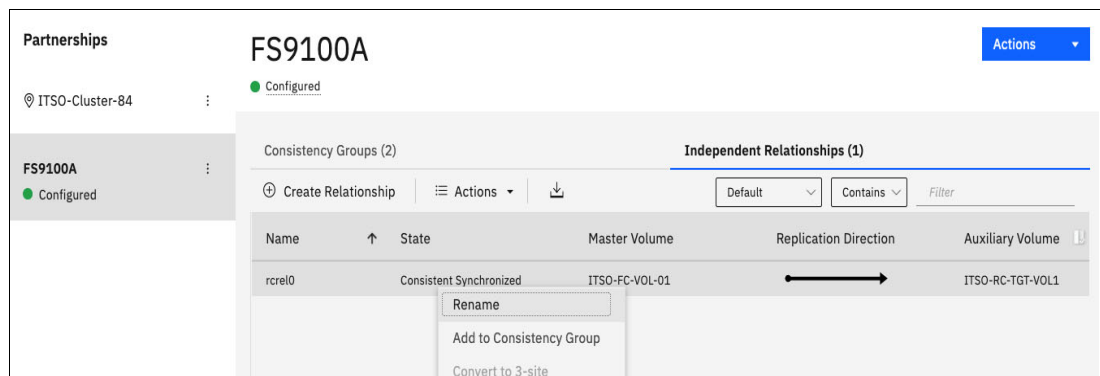 Partnerships
ITSO-Cluster-84
FS9100A
Configured
FS9100A
Configured
Actions
Consistency Groups (2)
Independent Relationships (1)
Create Relationship
Actions
Default
Contains
Filter
Name State Master Volume Replication Direction Auxiliary Volume
rcrel0 Consistent Synchronized ITSO-FC-VOL-01 ITSO-RC-TGT-VOL1
Rename
Add to Consistency Group
Convert to 3-site